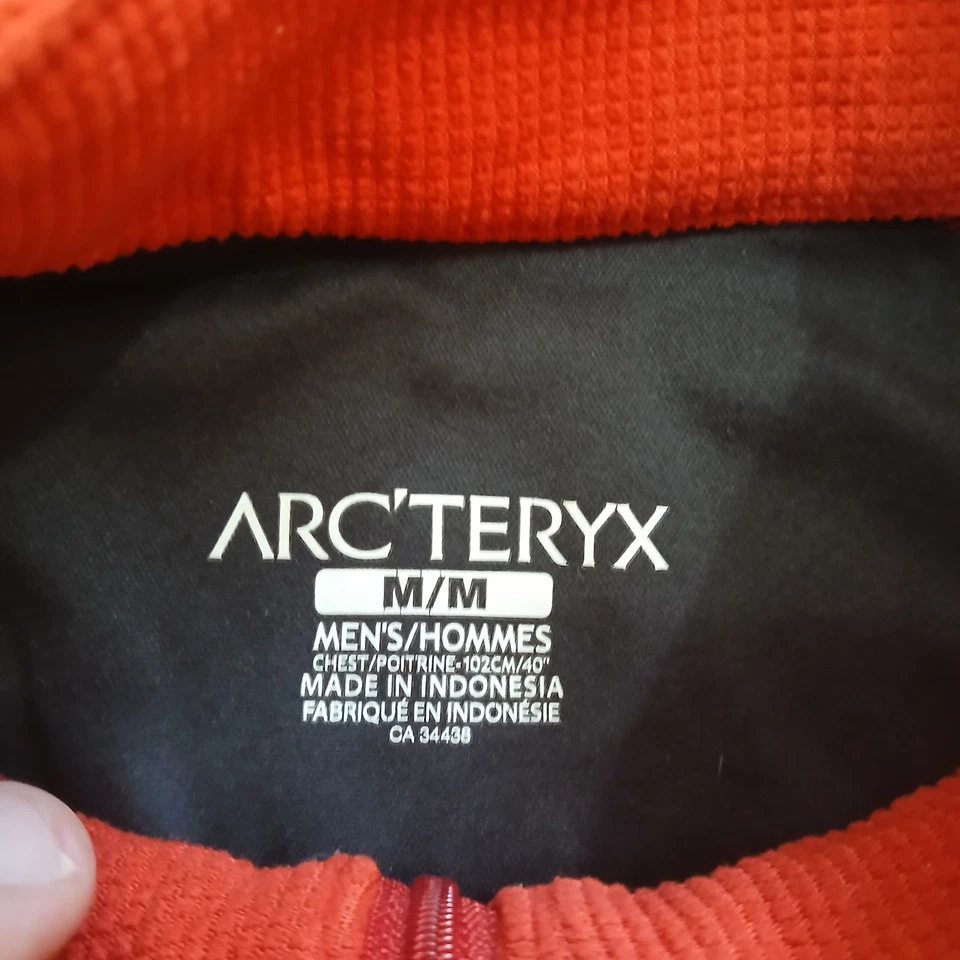 ARC'TERYX
M/M
MEN'S/HOMMES
CHEST/POITRINE-102CM/40"
MADE IN INDONESIA
FABRIQUÉ EN INDONÉSIE
CA 34438